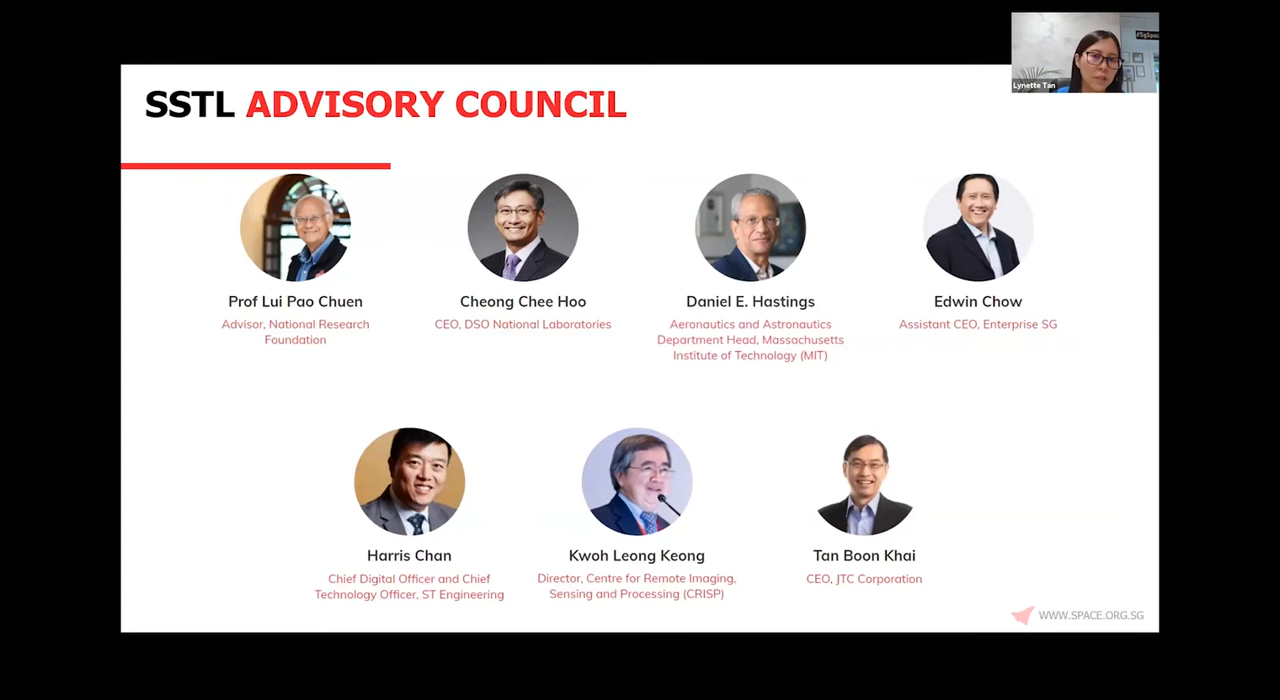 #SgSpac
Lynette Tan
SSTL ADVISORY COUNCIL
Prof Lui Pao Chuen
Advisor, National Research
Foundation
Cheong Chee Hoo
CEO, DSO National Laboratories
Daniel E. Hastings
Aeronautics and Astronautics
Department Head, Massachusetts
Institute of Technology (MIT)
Edwin Chow
Assistant CEO, Enterprise SG
Harris Chan
Chief Digital Officer and Chief
Technology Officer, ST Engineering
Kwoh Leong Keong
Director, Centre for Remote Imaging,
Sensing and Processing (CRISP)
Tan Boon Khai
CEO, JTC Corporation
WWW.SPACE.ORG.SG